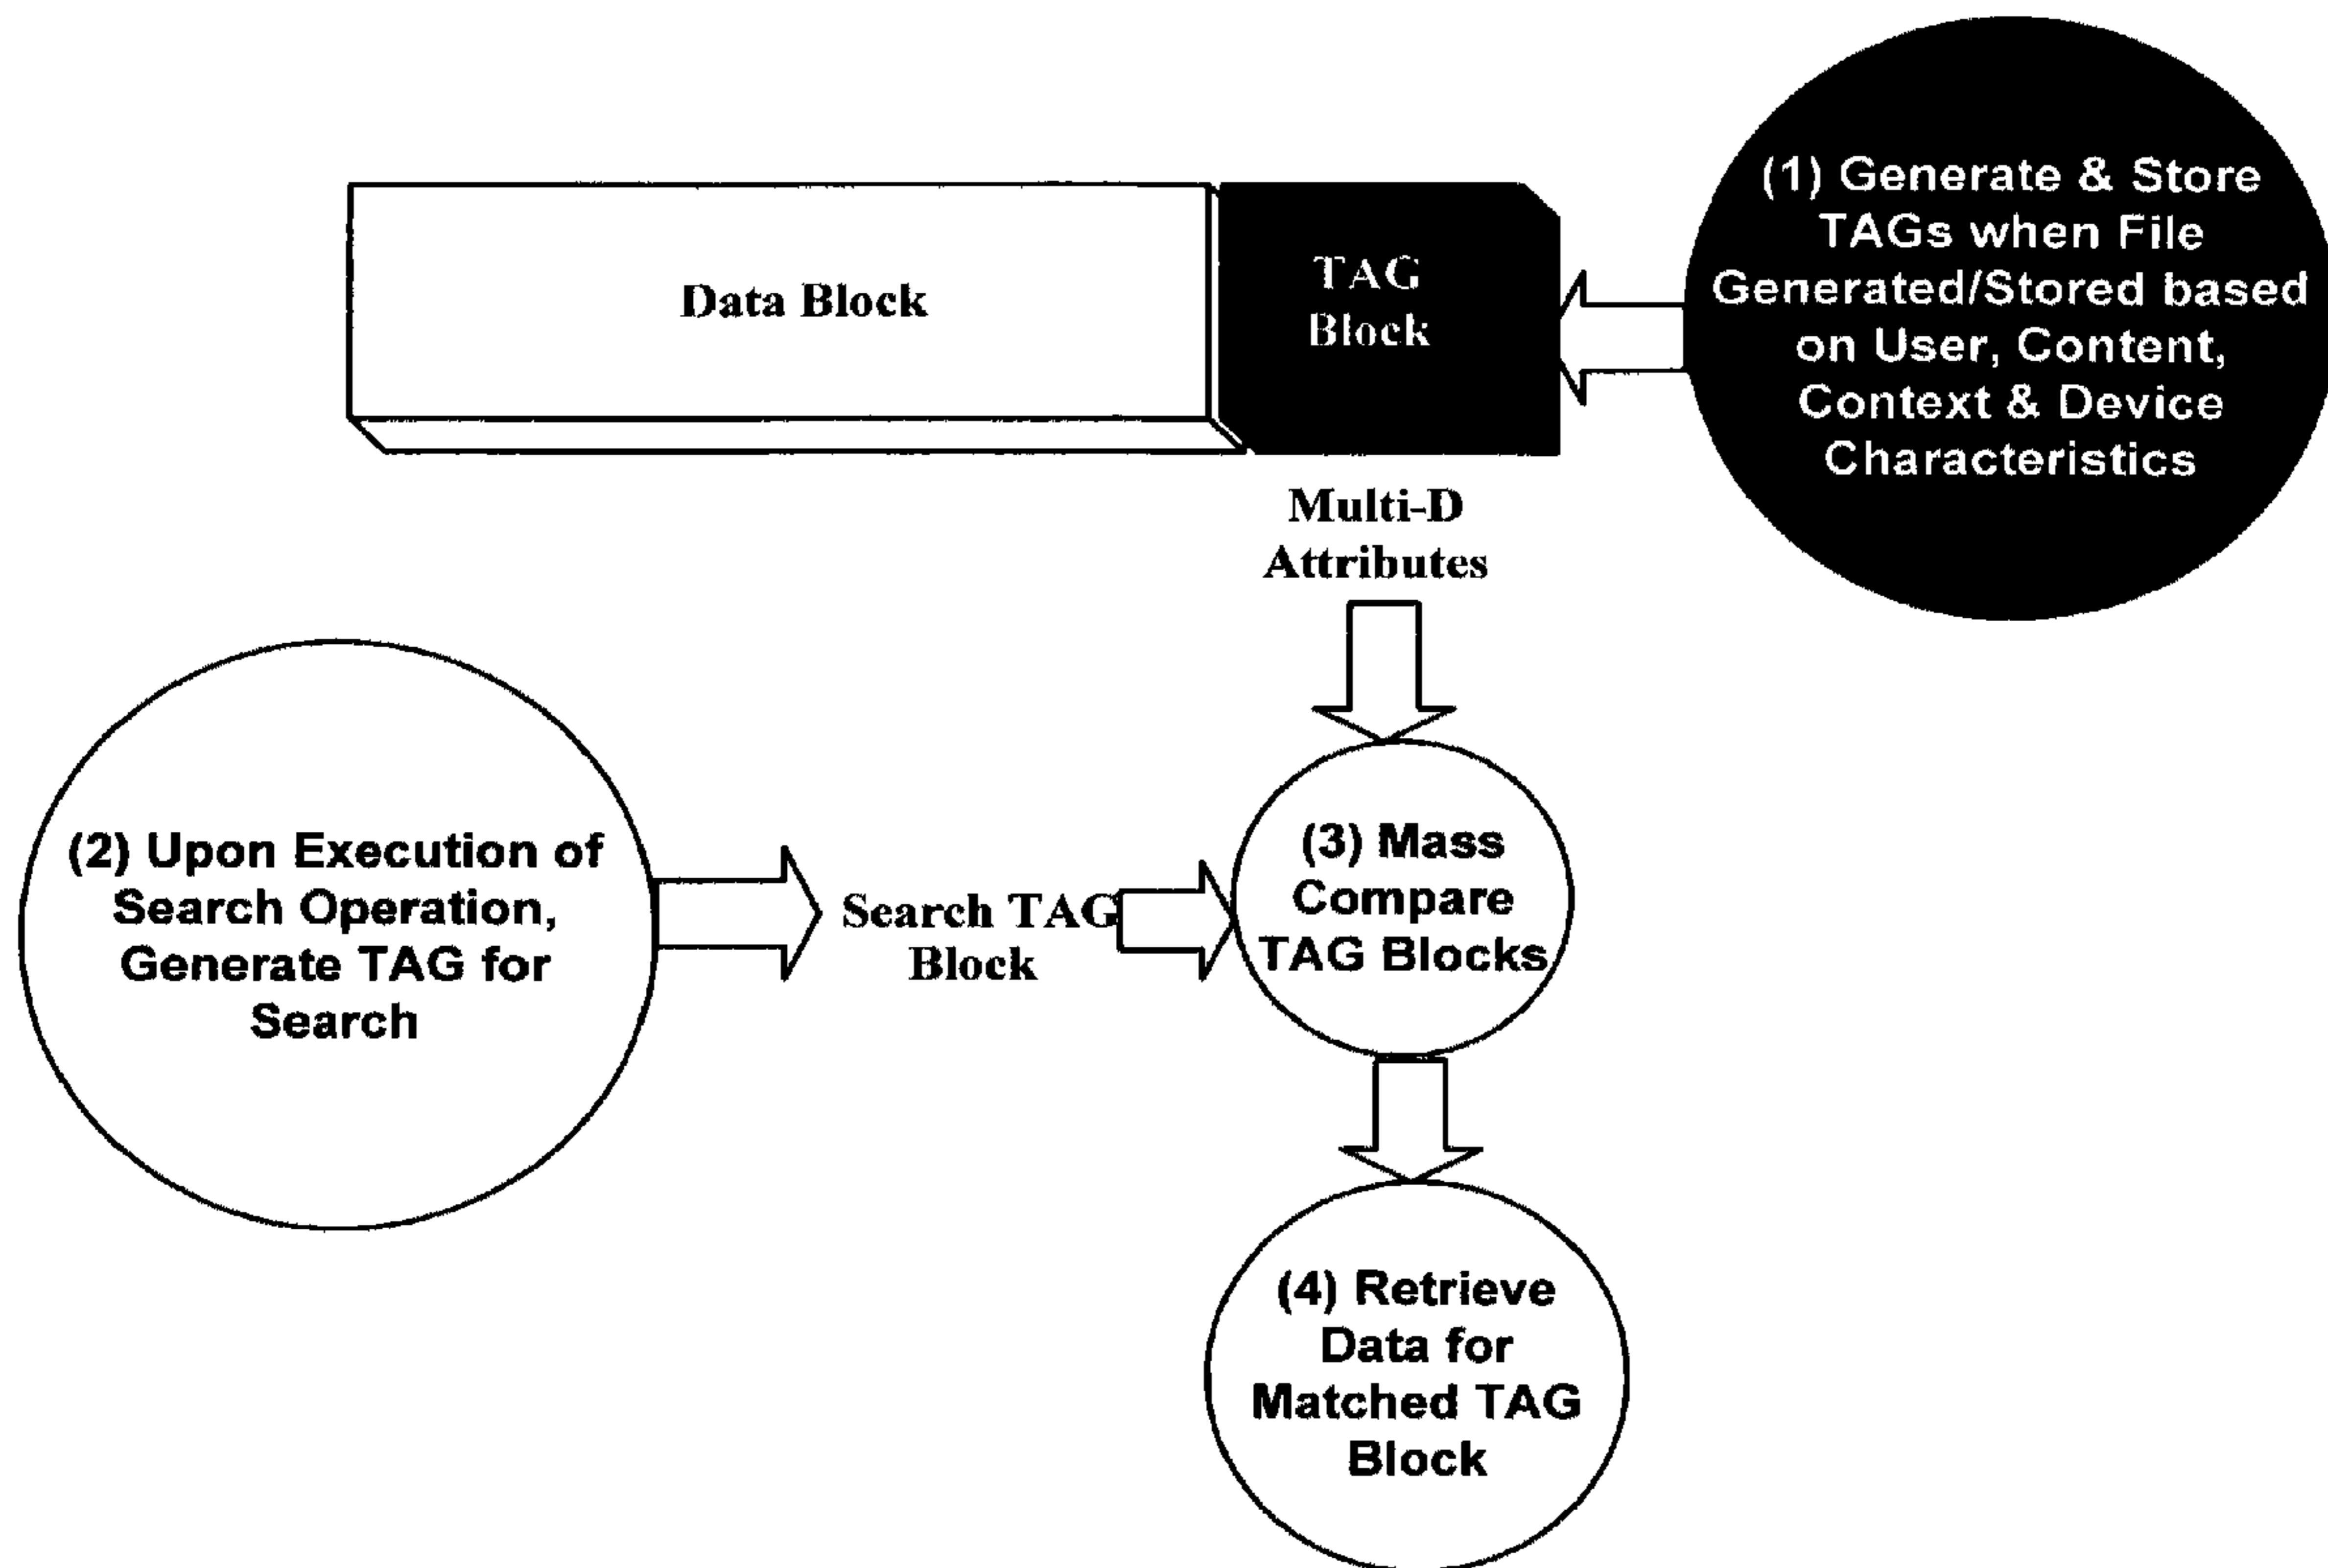 (1) Generate & Store
TAGs when File
Generated/Stored based
on User, Content,
Context & Device
Characteristics
Data Block
TAG
Block
Multi-D
Attributes
(2) Upon Execution of
Search Operation,
Generate TAG for
Search
Search TAG
Block
(3) Mass
Compare
TAG Blocks
(4) Retrieve
Data for
Matched TAG
Block